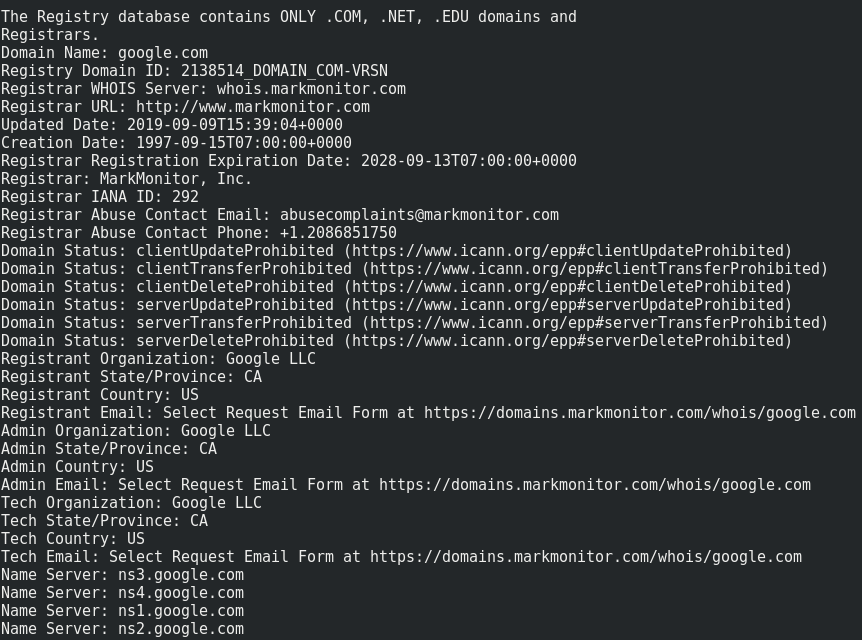 The Registry database contains ONLY .COM, .NET, .EDU domains and
Registrars.
Domain Name: google.com
Registry Domain ID: 2138514_DOMAIN_COM-VRSN
Registrar WHOIS Server: whois.markmonitor.com
Registrar URL: http://www.markmonitor.com
Updated Date: 2019-09-09T15:39:04+0000
Creation Date: 1997-09-15T07:00:00+0000
Registrar Registration Expiration Date: 2028-09-13T07:00:00+0000
Registrar: MarkMonitor, Inc.
Registrar IANA ID: 292
Registrar Abuse Contact Email: abusecomplaints@markmonitor.com
Registrar Abuse Contact Phone: +1.2086851750
Domain Status: clientUpdateProhibited (https://www.icann.org/epp#clientUpdateProhibited)
Domain Status: clientTransferProhibited (https://www.icann.org/epp#clientTransferProhibited)
Domain Status: clientDeleteProhibited (https://www.icann.org/epp#clientDeleteProhibited)
Domain Status: serverUpdateProhibited (https://www.icann.org/epp#serverUpdateProhibited)
Domain Status: serverTransferProhibited (https://www.icann.org/epp#serverTransferProhibited)
Domain Status: serverDeleteProhibited (https://www.icann.org/epp#serverDeleteProhibited)
Registrant Organization: Google LLC
Registrant State/Province: CA
Registrant Country: US
Registrant Email: Select Request Email Form at https://domains.markmonitor.com/whois/google.com
Admin Organization: Google LLC
Admin State/Province: CA
Admin Country: US
Admin Email: Select Request Email Form at https://domains.markmonitor.com/whois/google.com
Tech Organization: Google LLC
Tech State/Province: CA
Tech Country: US
Tech Email: Select Request Email Form at https://domains.markmonitor.com/whois/google.com
Name Server: ns3.google.com
Name Server: ns4.google.com
Name Server: ns1.google.com
Name Server: ns2.google.com